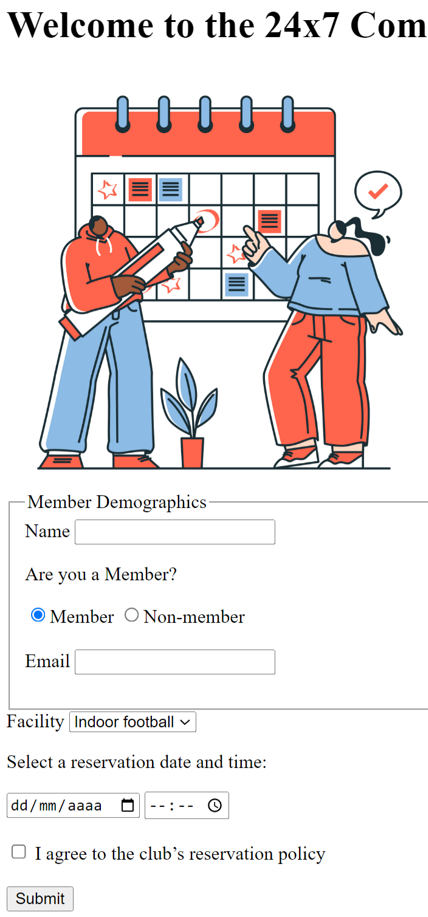 Welcome to the 24x7 Com
Member Demographics
Name
Are you a Member?
Member Non-member
Email
Facility Indoor football
Select a reservation date and time:
dd/mm/aaaa --:--
I agree to the club’s reservation policy
Submit